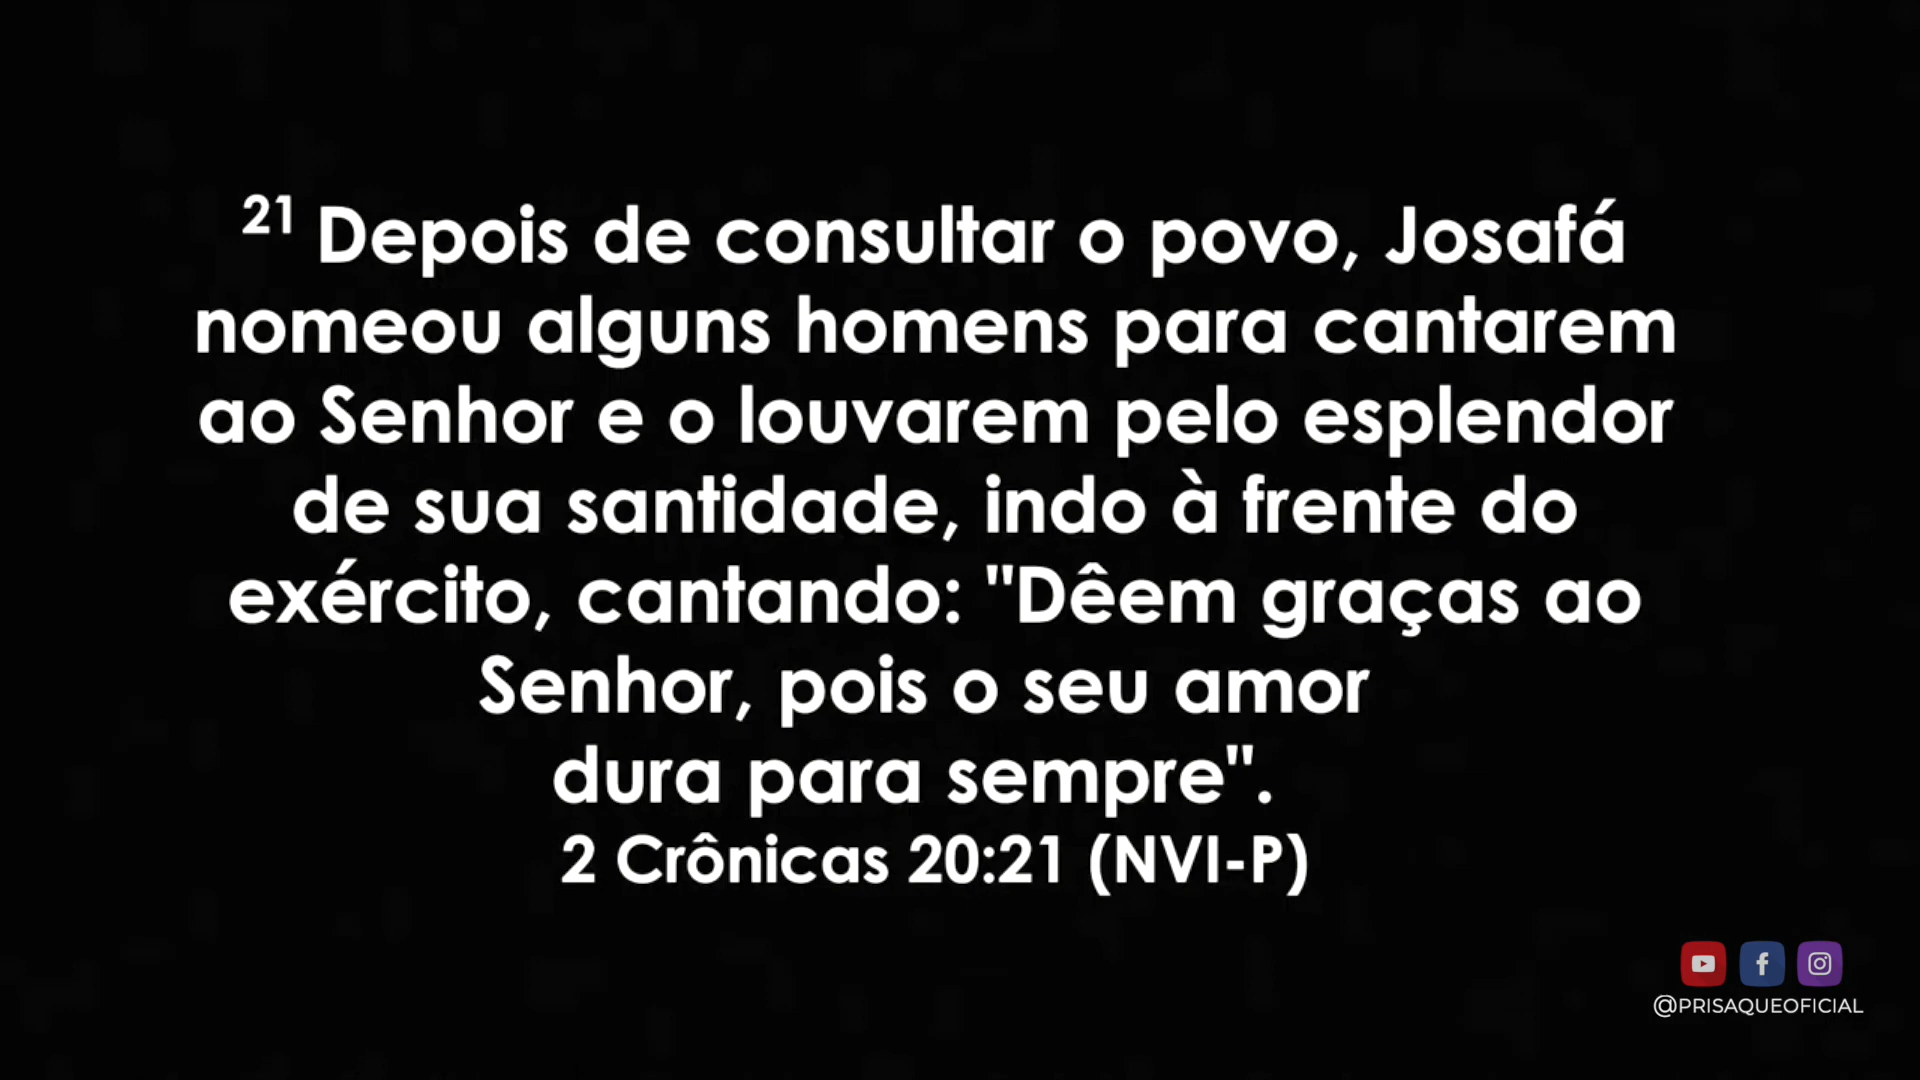 21 Depois de consultar o povo, Josafá
nomeou alguns homens para cantarem
ao Senhor e o louvarem pelo esplendor
de sua santidade, indo à frente do
exército, cantando: "Dêem graças ao
Senhor, pois o seu amor
dura para sempre".
2 Crônicas 20:21 (NVI-P)
@PRISAQUEOFICIAL